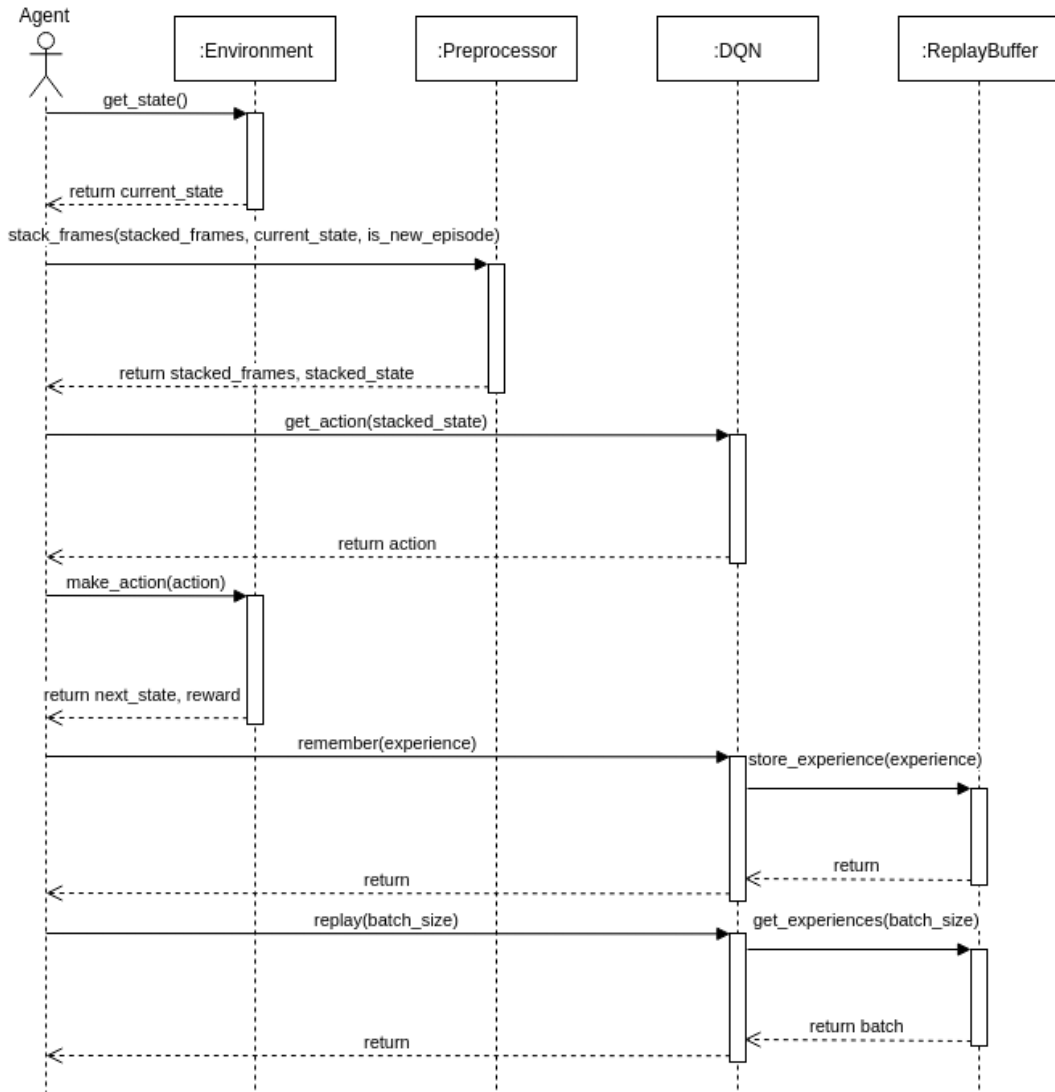 Agent
:Environment
:Preprocessor
:DQN
:ReplayBuffer
get_state()
return current_state
stack_frames(stacked_frames, current_state, is_new_episode)
return stacked_frames, stacked_state
get_action(stacked_state)
return action
make_action(action)
return next_state, reward
remember(experience)
store_experience(experience)
return
return
replay(batch_size)
get_experiences(batch_size)
return batch
return